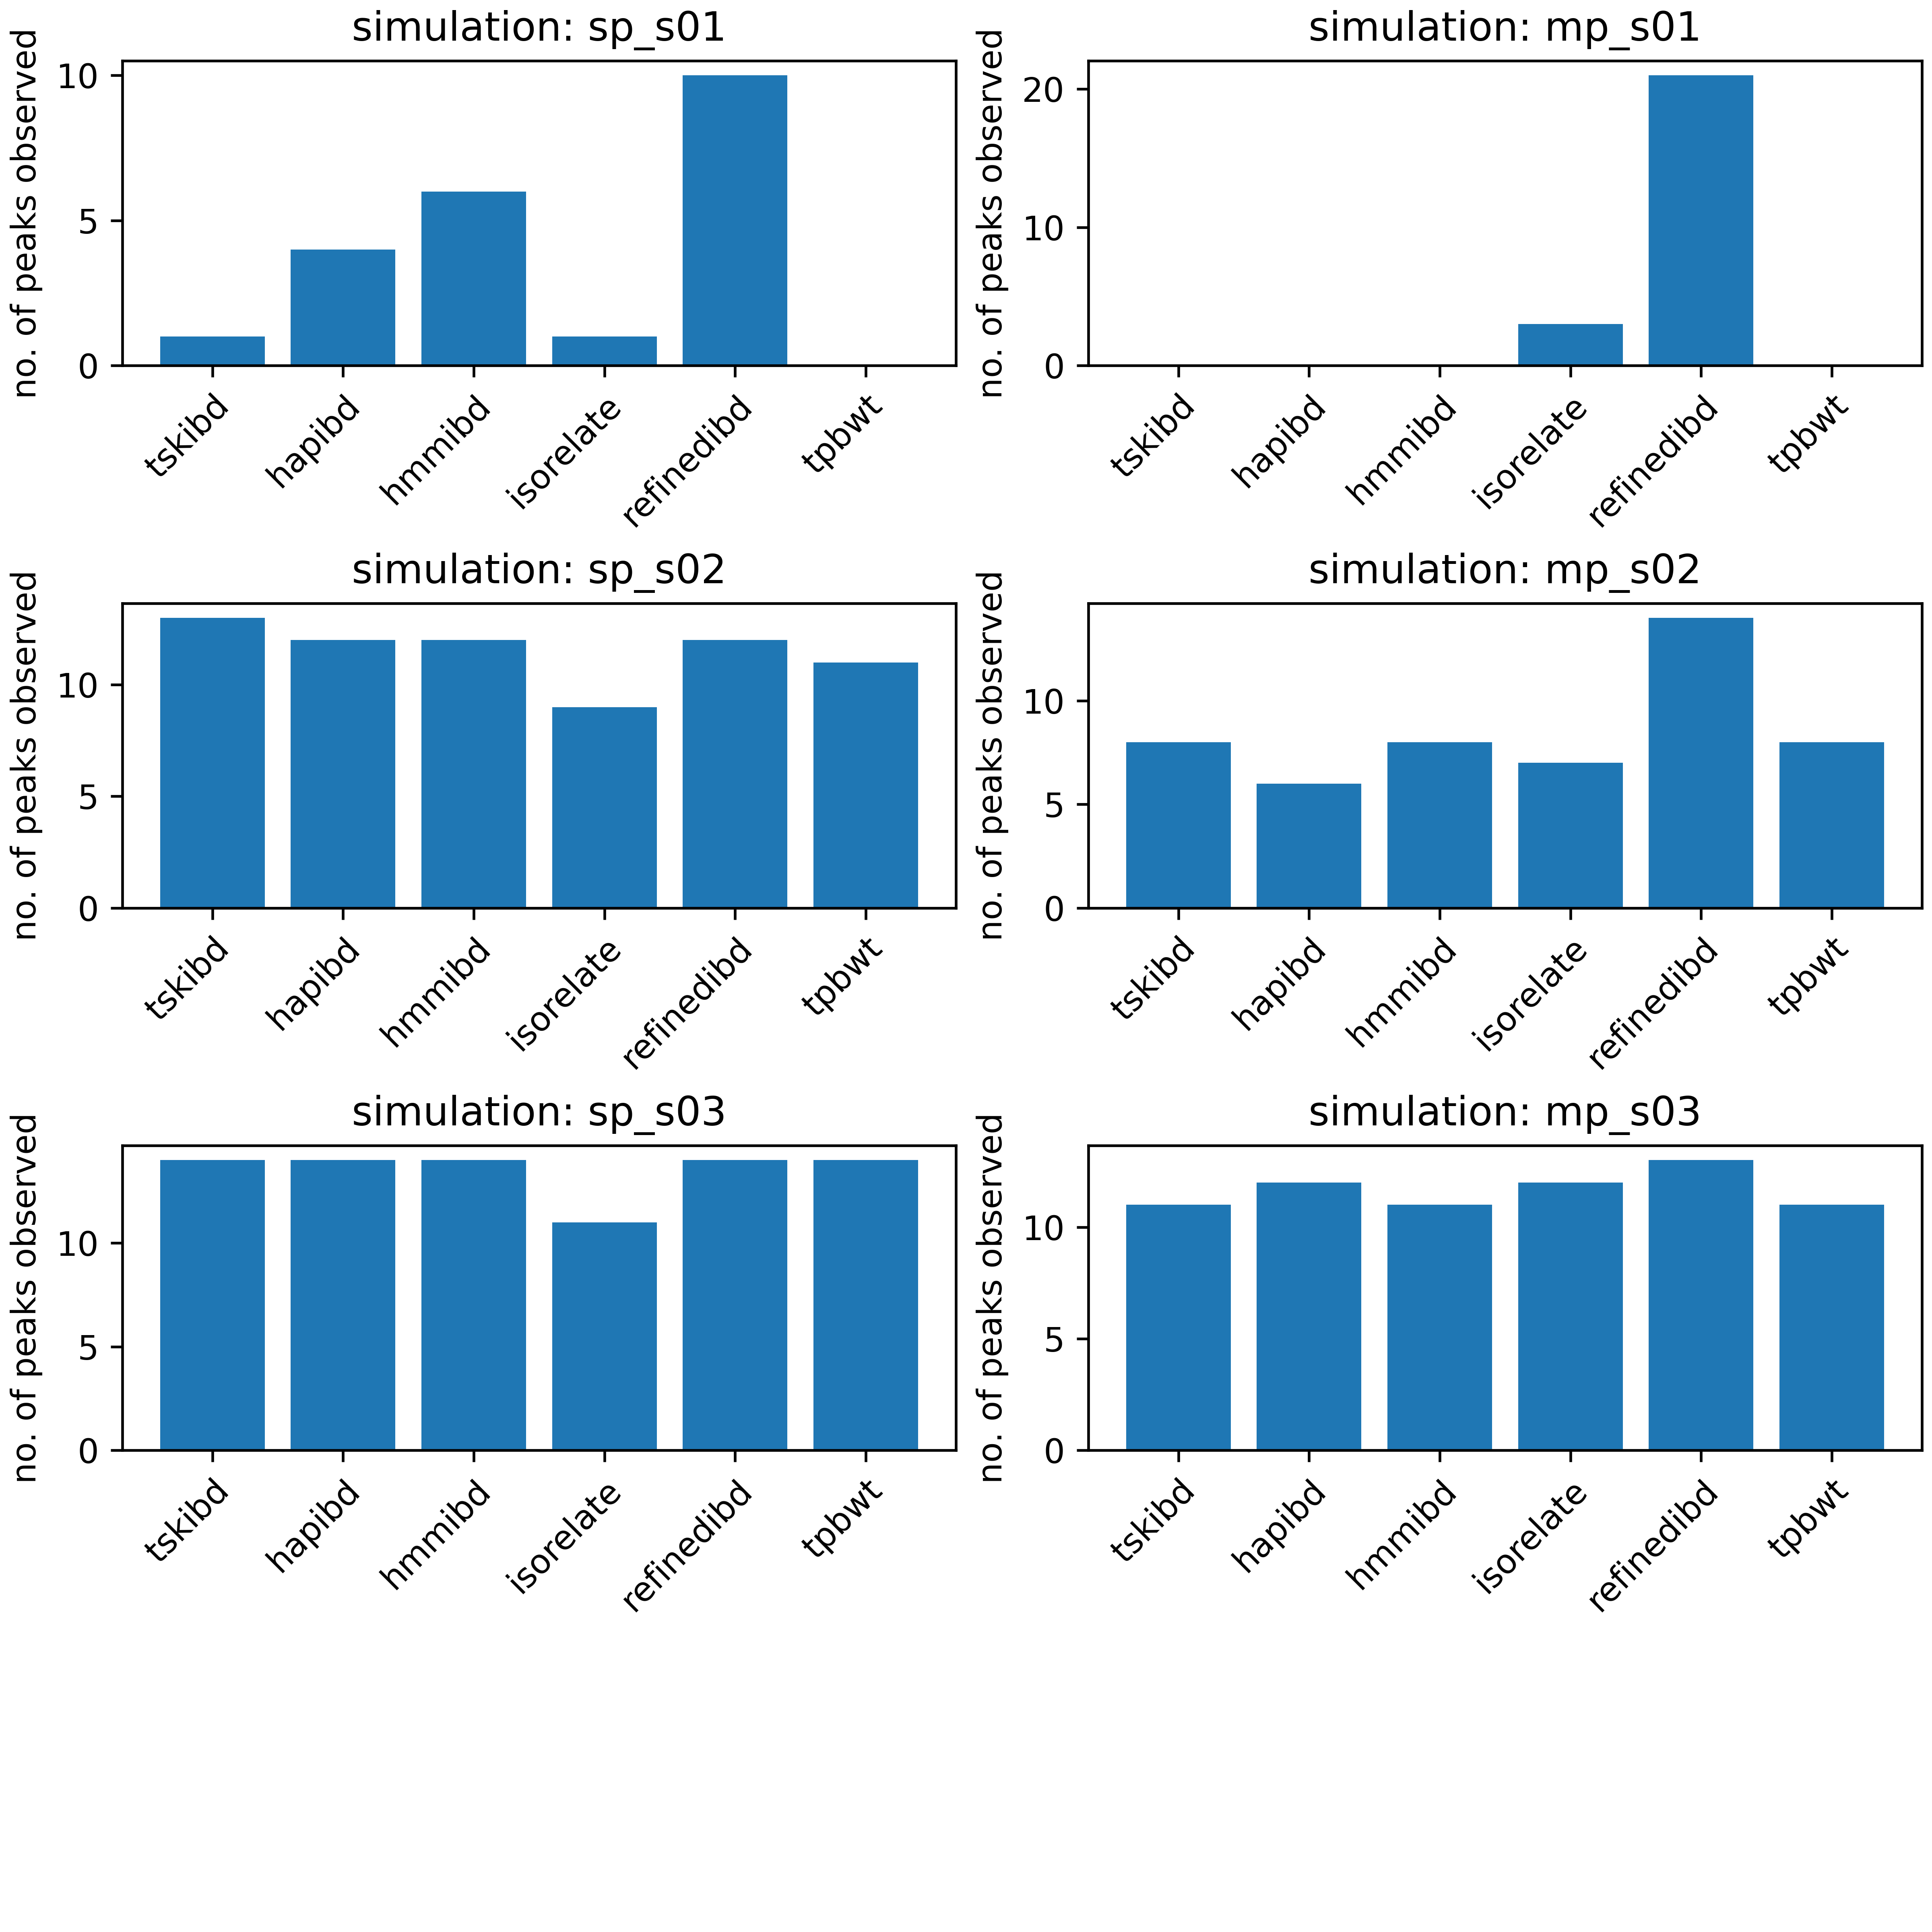 simulation: sp_s01
no. of peaks observed
10
5
0
tskibd
hapibd
hmmibd
isorelate
refinedibd
tpbwt
simulation: mp_s01
no. of peaks observed
20
10
0
tskibd
hapibd
hmmibd
isorelate
refinedibd
tpbwt
simulation: sp_s02
no. of peaks observed
10
5
0
tskibd
hapibd
hmmibd
isorelate
refinedibd
tpbwt
simulation: mp_s02
no. of peaks observed
10
5
0
tskibd
hapibd
hmmibd
isorelate
refinedibd
tpbwt
simulation: sp_s03
no. of peaks observed
10
5
0
tskibd
hapibd
hmmibd
isorelate
refinedibd
tpbwt
simulation: mp_s03
no. of peaks observed
10
5
0
tskibd
hapibd
hmmibd
isorelate
refinedibd
tpbwt